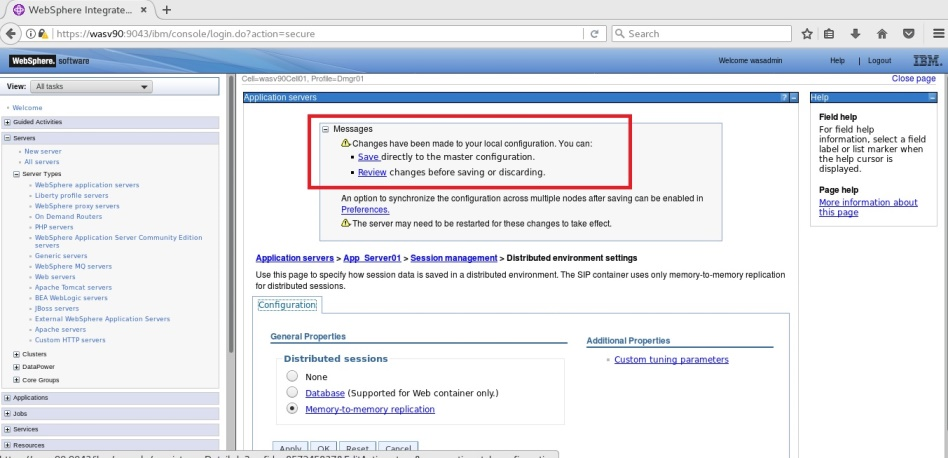 WebSphere Integrate...
https://wasv90:9043/ibm/console/login.do?action=secure
Search
WebSphere. software
Welcome wasadmin
Help | Logout
IBM.
View: All tasks
Cell=wasv90Cell01, Profile=Dmgr01
Close page
Welcome
Guided Activities
Servers
New server
All servers
Server Types
WebSphere application servers
Liberty profile servers
WebSphere proxy servers
On Demand Routers
PHP servers
WebSphere Application Server Community Edition
servers
Generic servers
WebSphere MQ servers
Web servers
Apache Tomcat servers
BEA WebLogic servers
JBoss servers
External WebSphere Application Servers
Apache servers
Custom HTTP servers
Clusters
DataPower
Core Groups
Applications
Jobs
Services
Resources
Application servers
Messages
Changes have been made to your local configuration. You can:
Save directly to the master configuration.
Review changes before saving or discarding.
An option to synchronize the configuration across multiple nodes after saving can be enabled in
Preferences.
The server may need to be restarted for these changes to take effect.
Application servers > App_Server01 > Session management > Distributed environment settings
Use this page to specify how session data is saved in a distributed environment. The SIP container uses only memory-to-memory replication
for distributed sessions.
Configuration
General Properties
Distributed sessions
None
Database (Supported for Web container only.)
Memory-to-memory replication
Apply OK Reset Cancel
Additional Properties
Custom tuning parameters
Help
Field help
For field help
information, select a field
label or list marker when
the help cursor is
displayed.
Page help
More information about
this page